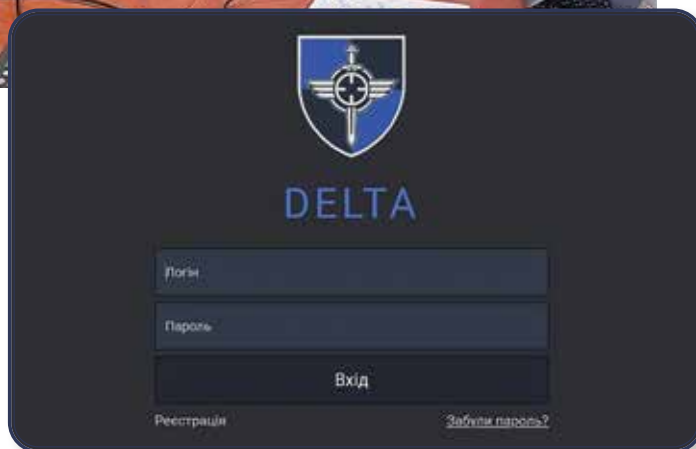 DELTA
Логін
Пароль
Вхід
Реєстрація
Забули пароль?